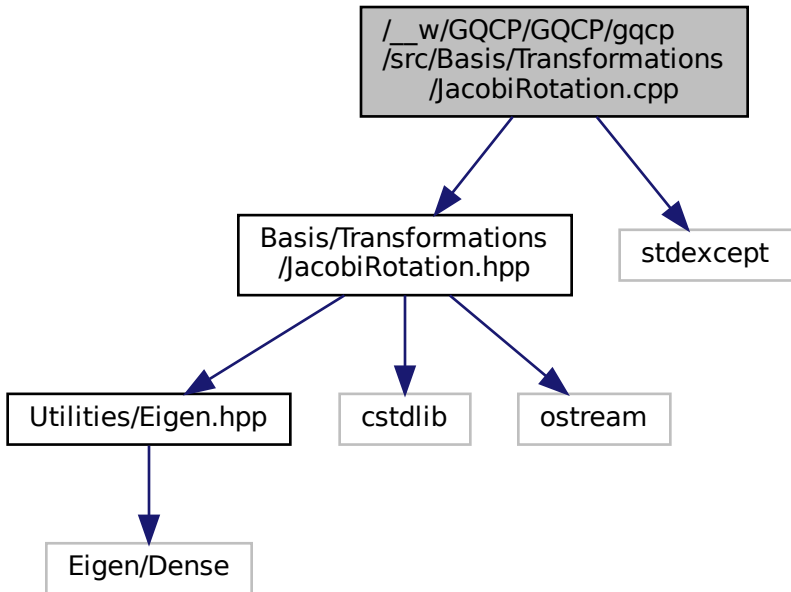 /__w/GQCP/GQCP/gqcp
/src/Basis/Transformations
/JacobiRotation.cpp
Basis/Transformations
/JacobiRotation.hpp
stdexcept
Utilities/Eigen.hpp
cstdlib
ostream
Eigen/Dense